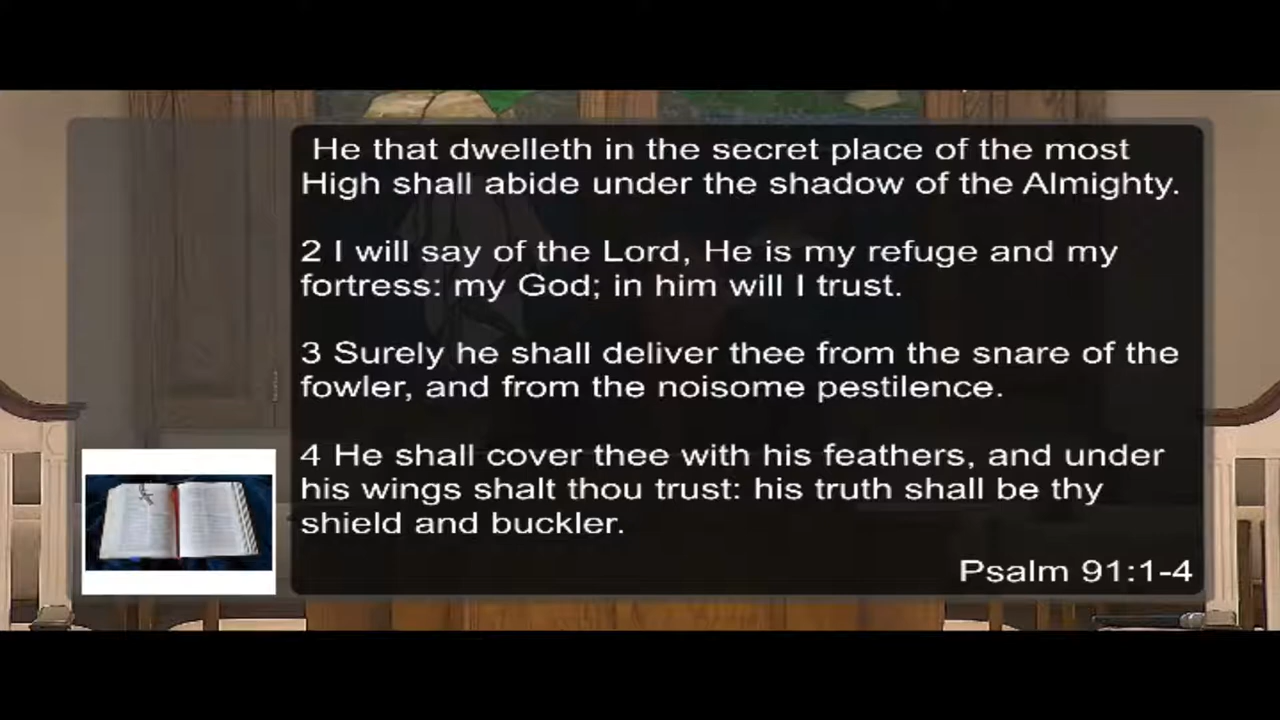 He that dwelleth in the secret place of the most
High shall abide under the shadow of the Almighty.
2 I will say of the Lord, He is my refuge and my
fortress: my God; in him will I trust.
3 Surely he shall deliver thee from the snare of the
fowler, and from the noisome pestilence.
4 He shall cover thee with his feathers, and under
his wings shalt thou trust: his truth shall be thy
shield and buckler.
Psalm 91:1-4